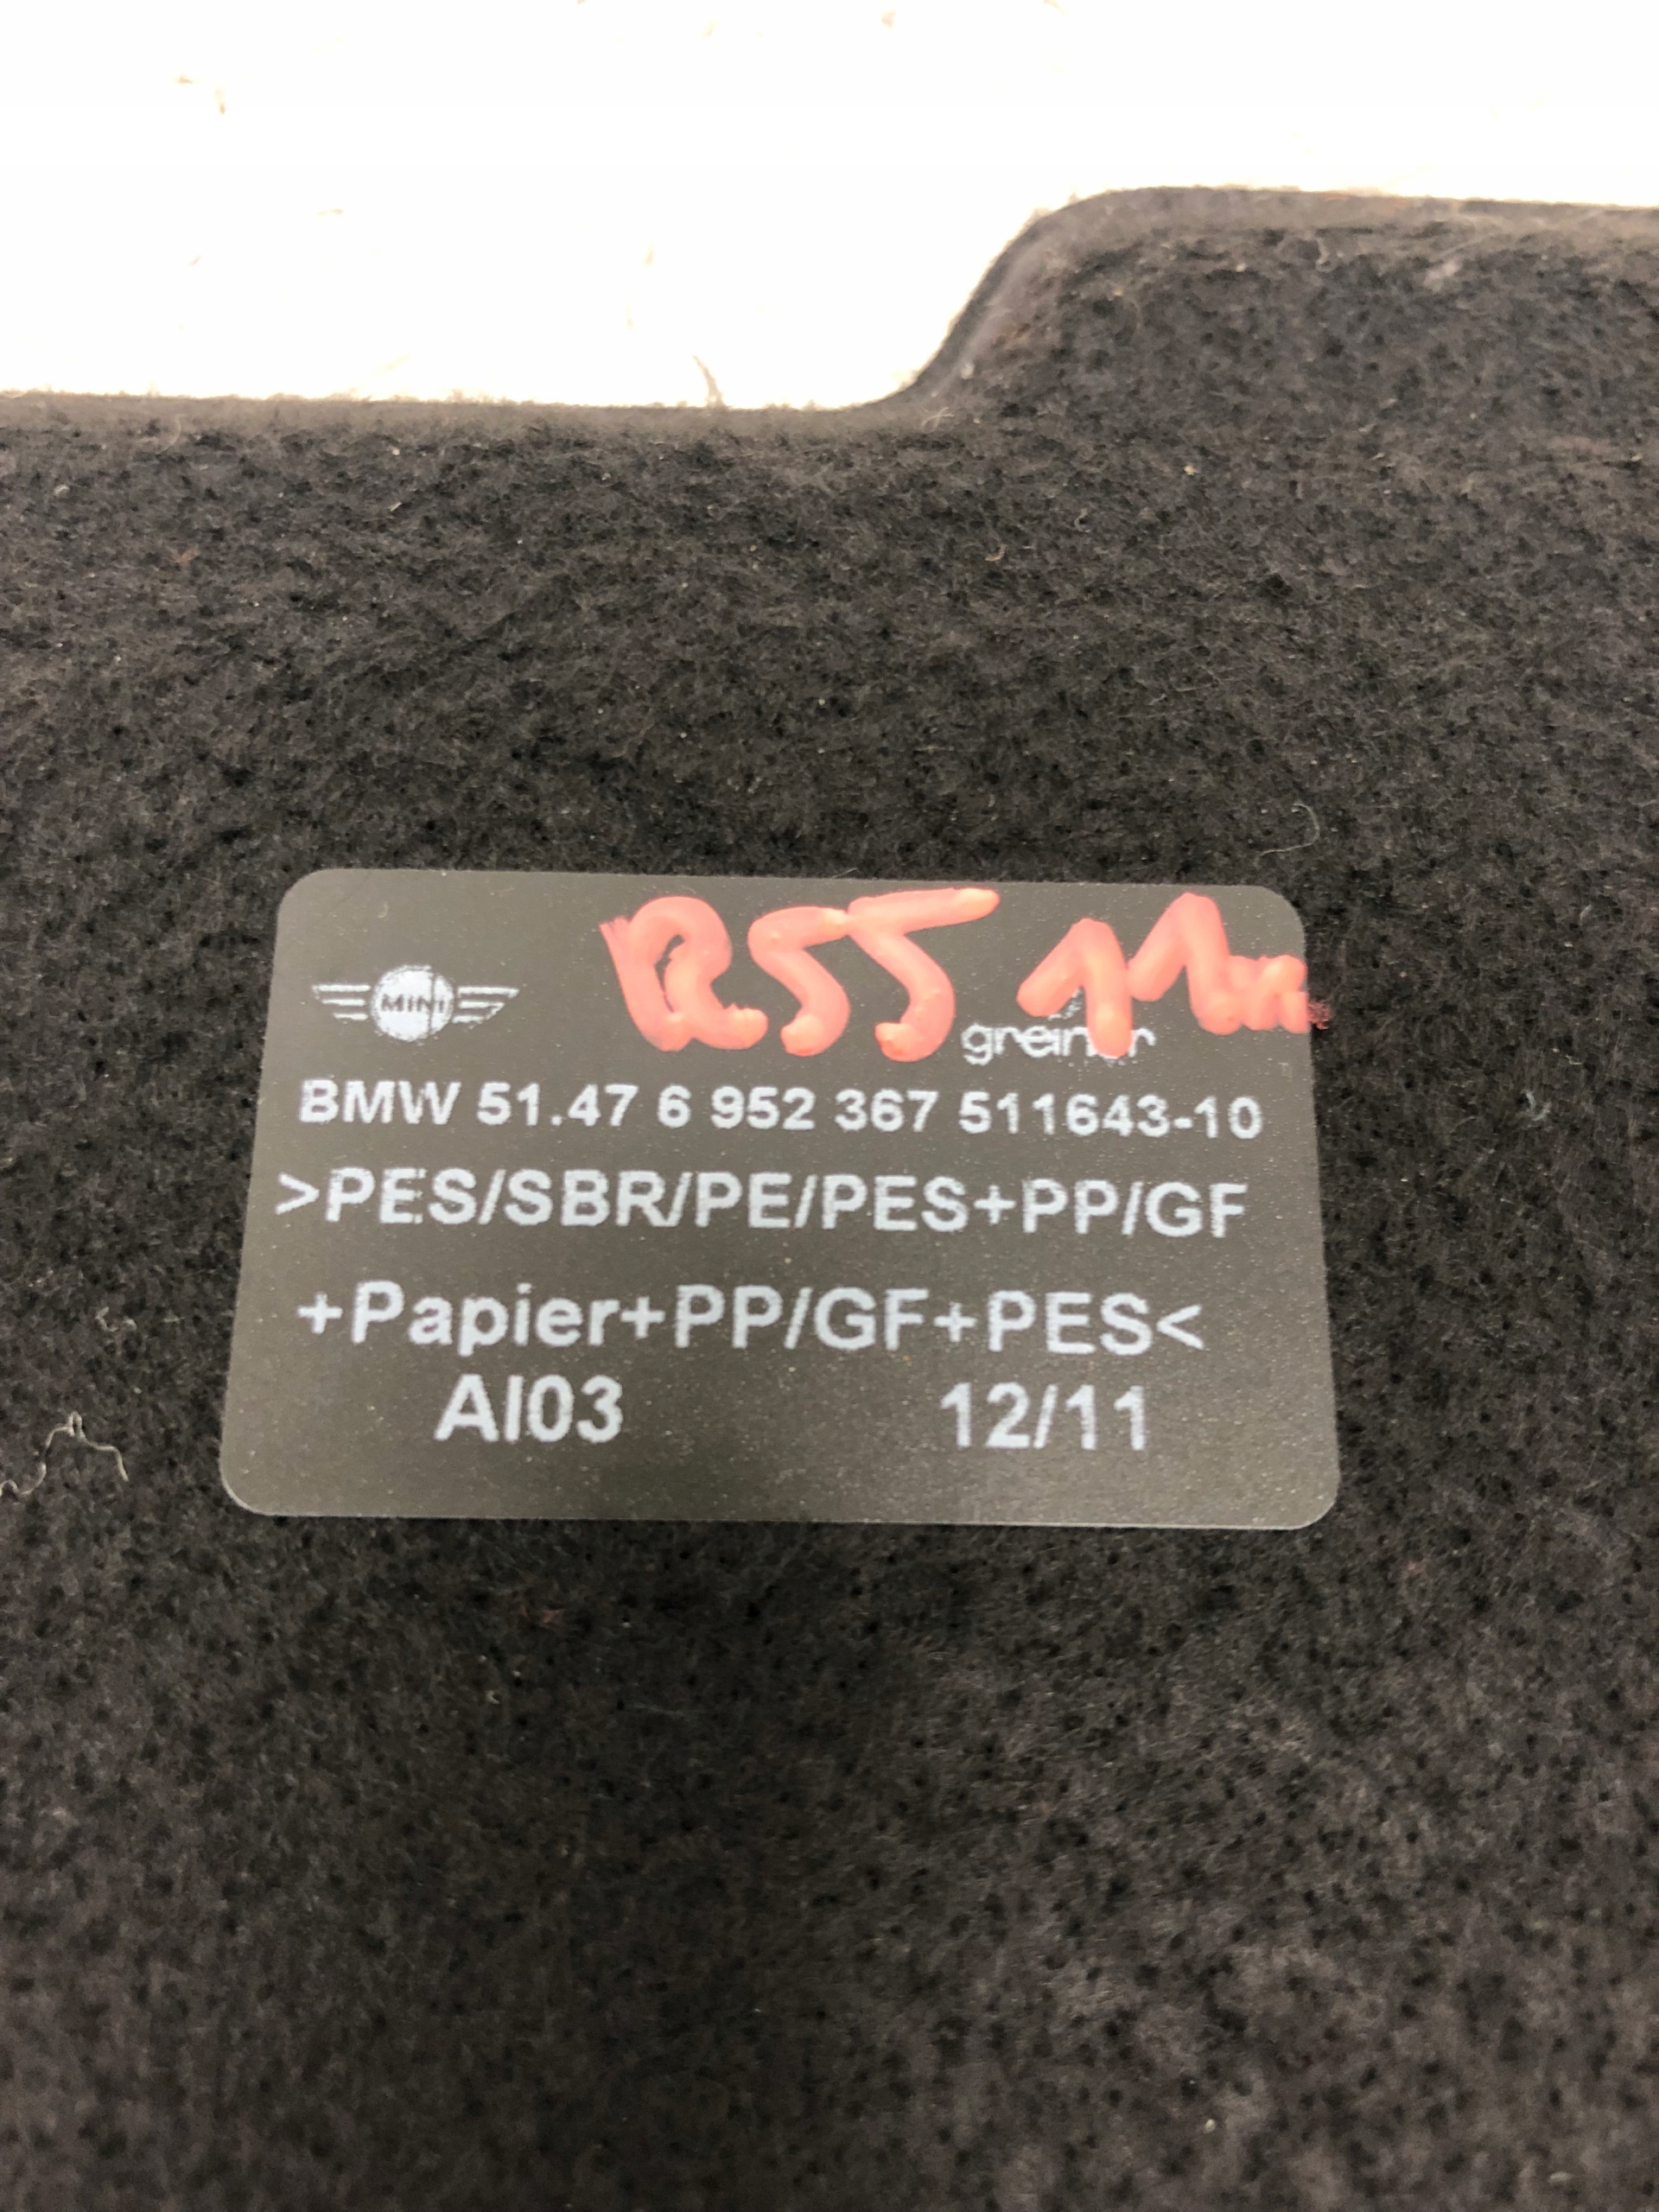 R55 11
MINI
greiner
BMW 51.47 6 952 367 511643-10
>PES/SBR/PE/PES+PP/GF
+Papier+PP/GF+PES<
AI03 12/11